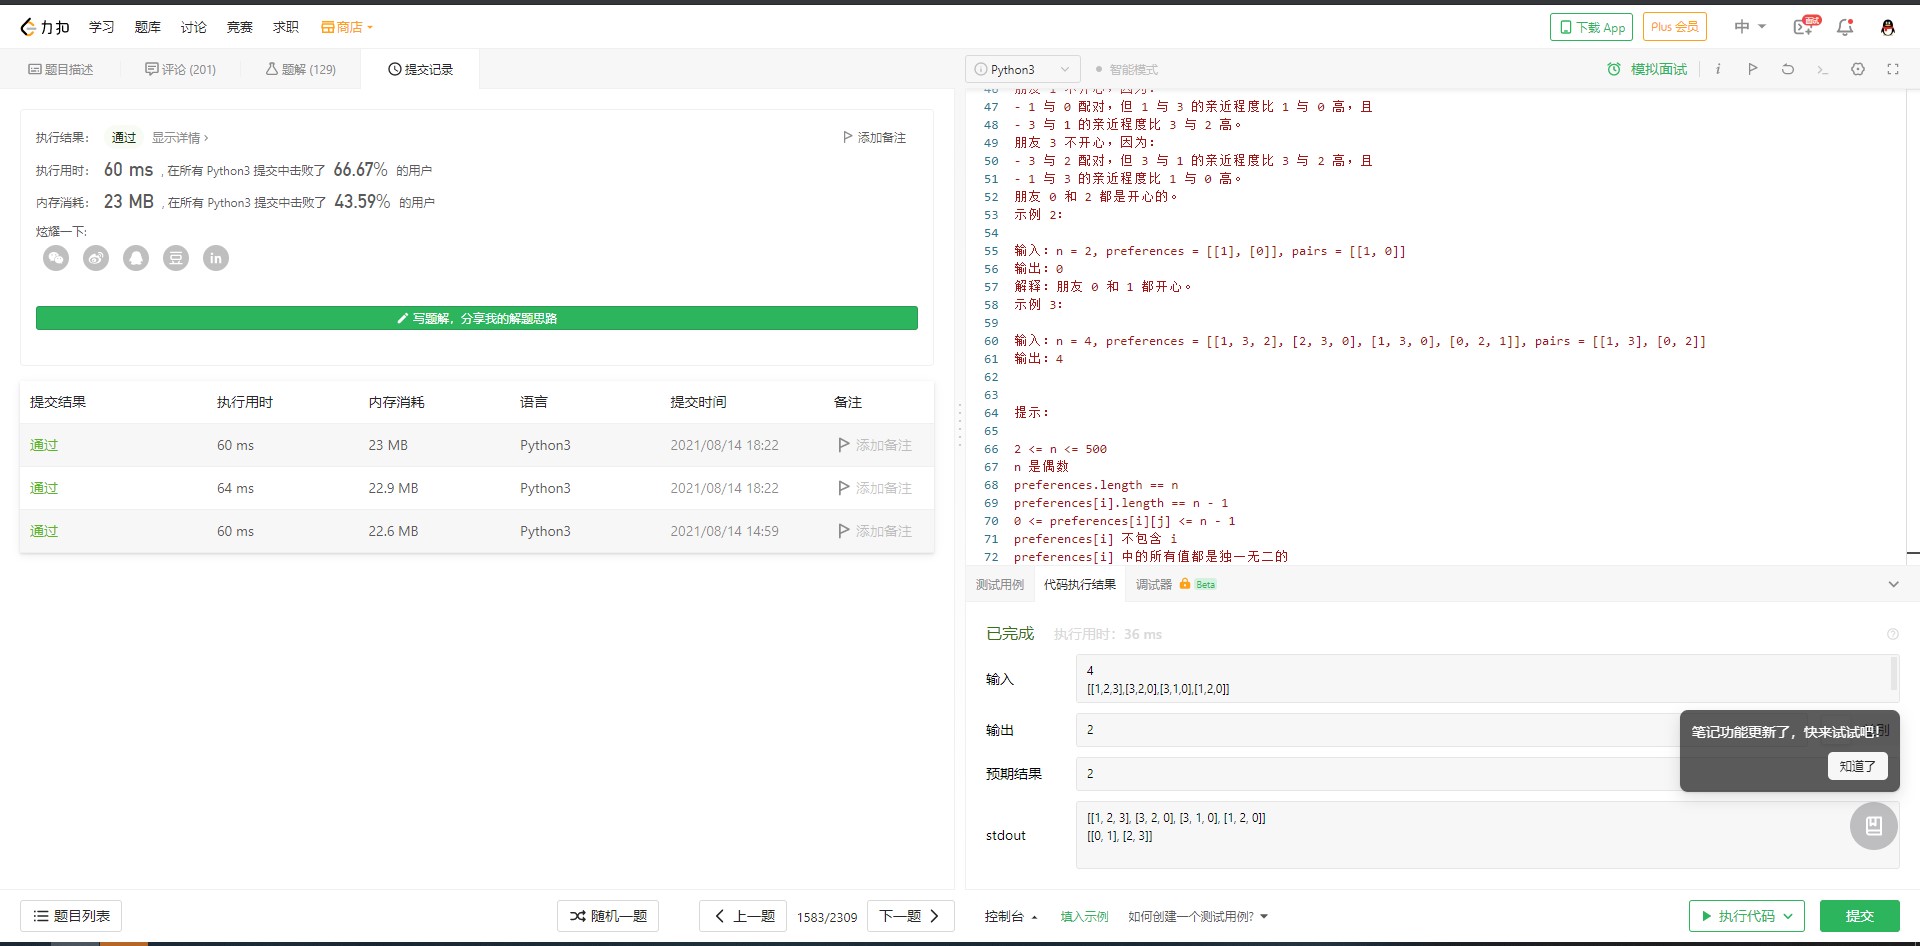 力扣 学习 题库 讨论 竞赛 求职 商店 下载 App Plus 会员 中 面试
题目描述 评论 (201) 题解 (129) 提交记录
执行结果： 通过 显示详情 › 添加备注
执行用时： 60 ms , 在所有 Python3 提交中击败了 66.67% 的用户
内存消耗： 23 MB , 在所有 Python3 提交中击败了 43.59% 的用户
炫耀一下:
豆 in
写题解，分享我的解题思路
提交结果 执行用时 内存消耗 语言 提交时间 备注
通过 60 ms 23 MB Python3 2021/08/14 18:22 添加备注
通过 64 ms 22.9 MB Python3 2021/08/14 18:22 添加备注
通过 60 ms 22.6 MB Python3 2021/08/14 14:59 添加备注
题目列表 随机一题 上一题 1583/2309 下一题
Python3 智能模式 模拟面试 i
46 朋友 1 不开心，因为：
47 - 1 与 0 配对，但 1 与 3 的亲近程度比 1 与 0 高，且
48 - 3 与 1 的亲近程度比 3 与 2 高。
49 朋友 3 不开心，因为：
50 - 3 与 2 配对，但 3 与 1 的亲近程度比 3 与 2 高，且
51 - 1 与 3 的亲近程度比 1 与 0 高。
52 朋友 0 和 2 都是开心的。
53 示例 2：
54
55 输入：n = 2, preferences = [[1], [0]], pairs = [[1, 0]]
56 输出：0
57 解释：朋友 0 和 1 都开心。
58 示例 3：
59
60 输入：n = 4, preferences = [[1, 3, 2], [2, 3, 0], [1, 3, 0], [0, 2, 1]], pairs = [[1, 3], [0, 2]]
61 输出：4
62
63
64 提示：
65
66 2 <= n <= 500
67 n 是偶数
68 preferences.length == n
69 preferences[i].length == n - 1
70 0 <= preferences[i][j] <= n - 1
71 preferences[i] 不包含 i
72 preferences[i] 中的所有值都是独一无二的
测试用例 代码执行结果 调试器 Beta
已完成 执行用时：36 ms
输入 4
[[1,2,3],[3,2,0],[3,1,0],[1,2,0]]
输出 2
预期结果 2
stdout [[1, 2, 3], [3, 2, 0], [3, 1, 0], [1, 2, 0]]
[[0, 1], [2, 3]]
笔记功能更新了，快来试试吧！
知道了
控制台 填入示例 如何创建一个测试用例? 执行代码 提交